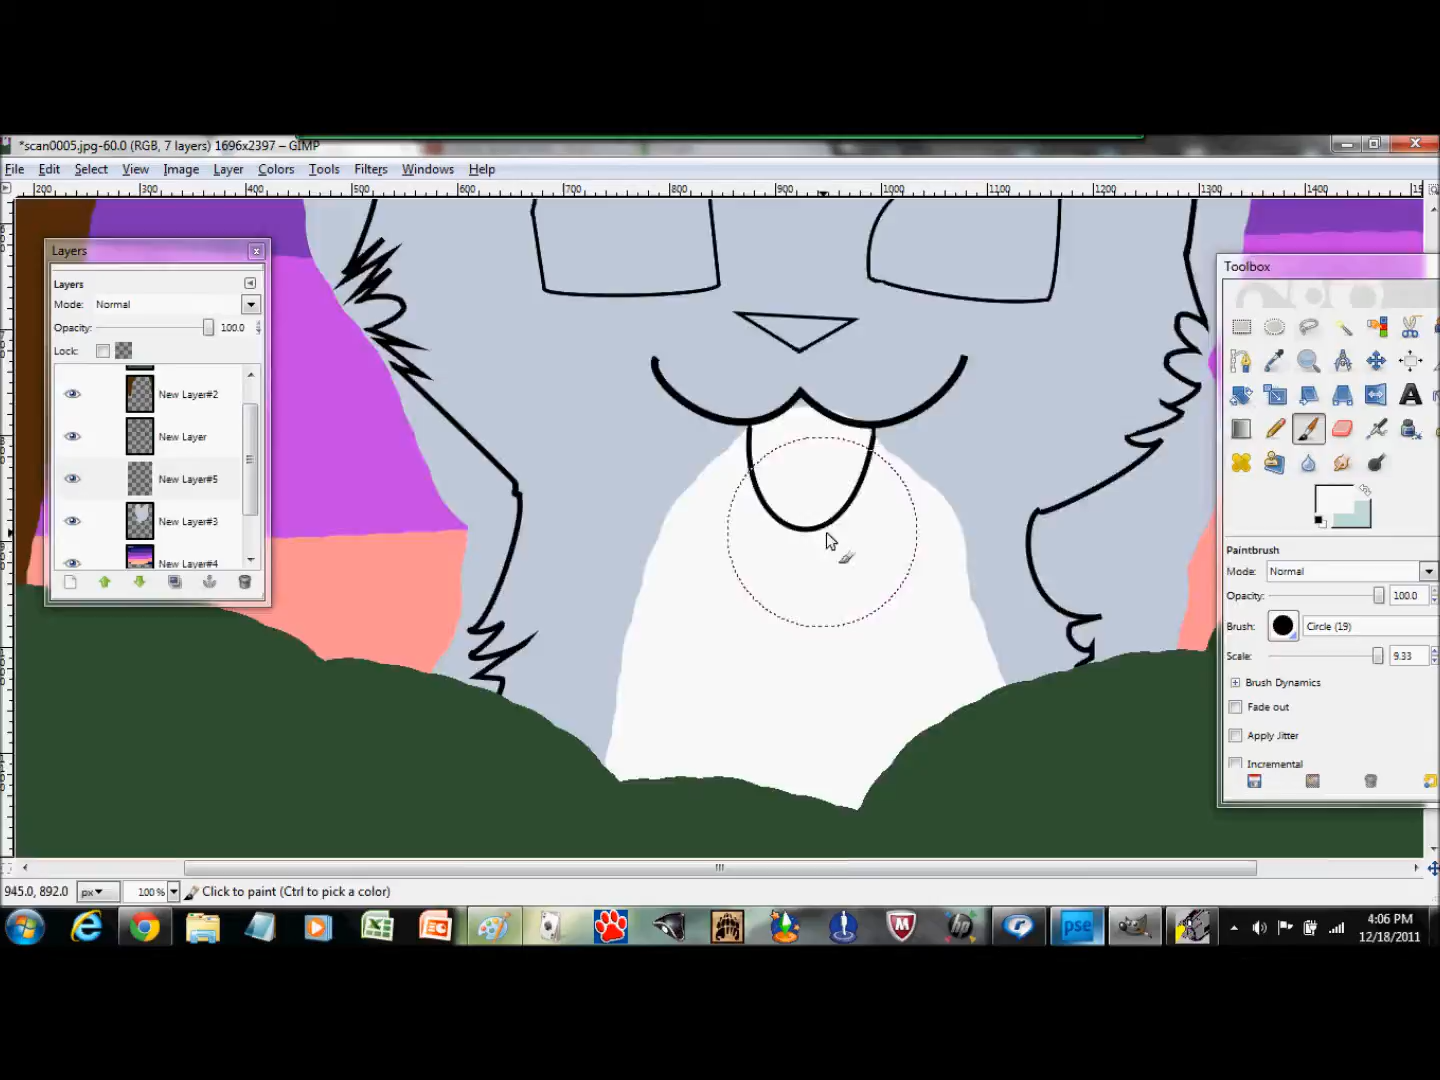 *scan0005.jpg-60.0 (RGB, 7 layers) 1696x2397 – GIMP
File Edit Select View Image Layer Colors Tools Filters Windows Help
200 300 400 500 600 700 800 900 1000 1100 1200 1300 1400
Layers
Layers
Mode: Normal
Opacity: 100.0
Lock:
New Layer#2
New Layer
New Layer#5
New Layer#3
New Layer#4
Toolbox
A
Paintbrush
Mode: Normal
Opacity: 100.0
Brush: Circle (19)
Scale: 9.33
Brush Dynamics
Fade out
Apply Jitter
Incremental
945.0, 892.0 px 100% Click to paint (Ctrl to pick a color)
pse
hp
4:06 PM
12/18/2011